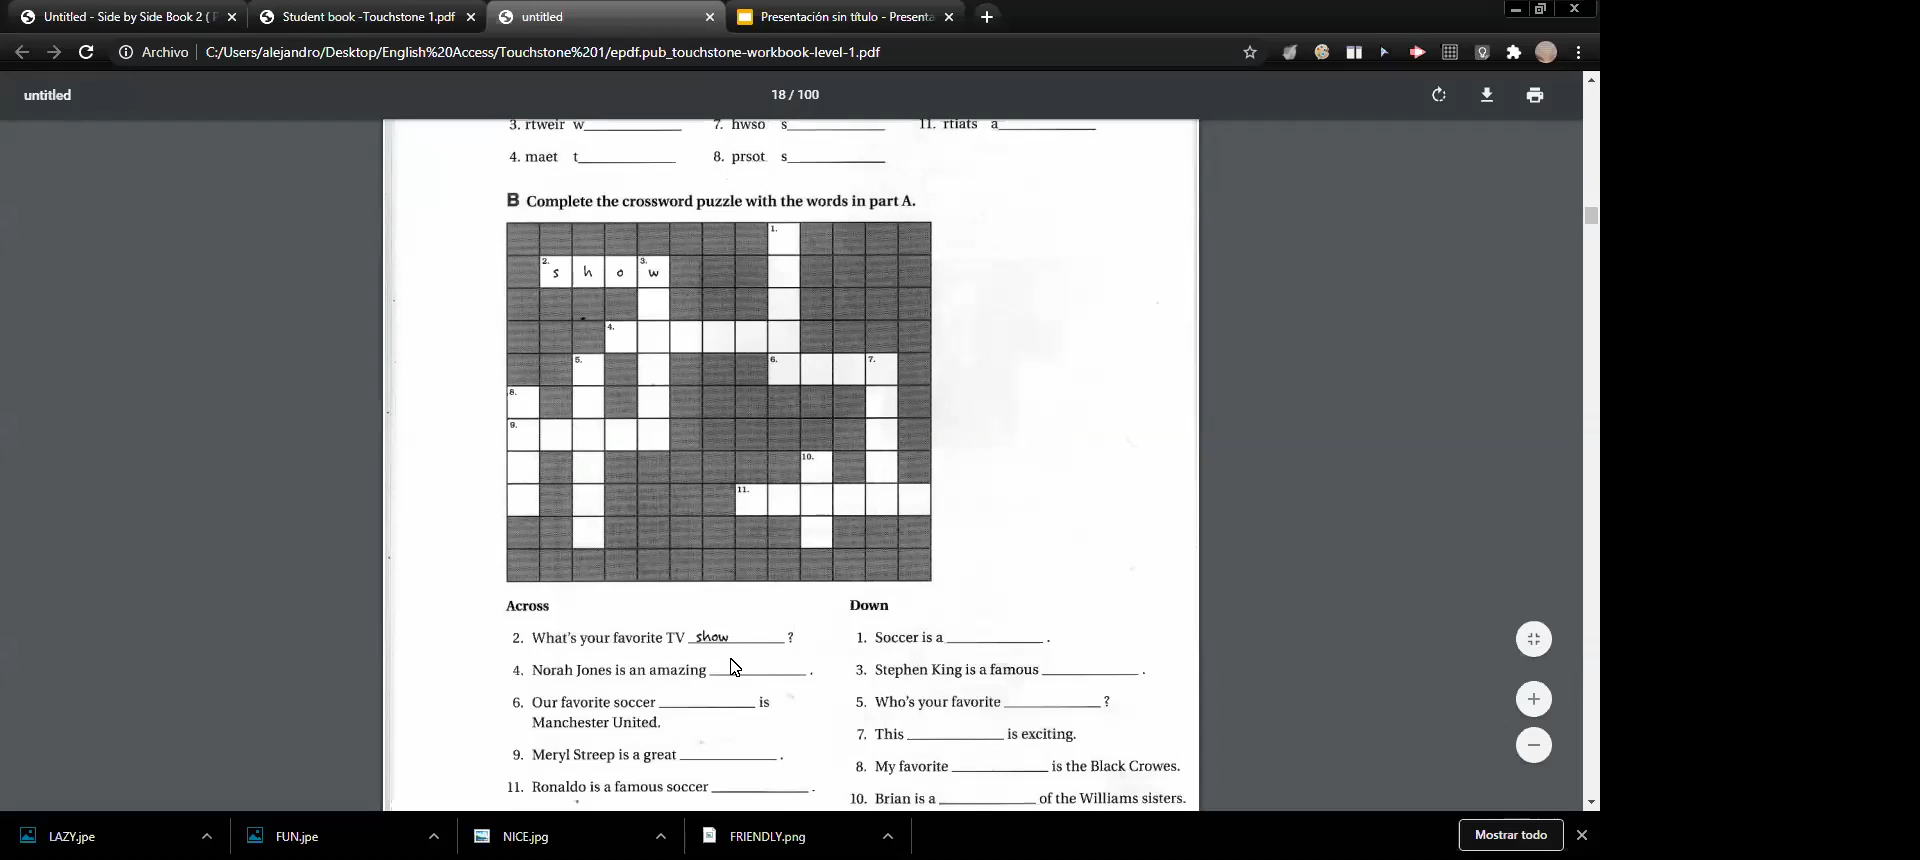 Untitled - Side by Side Book 2 (
Student book -Touchstone 1.pdf
untitled
Presentación sin título - Presenta
Archivo
C:/Users/alejandro/Desktop/English%20Access/Touchstone%201/epdf.pub_touchstone-workbook-level-1.pdf
untitled
18 / 100
3. rtweir w 7. hwso s 11. rtiats a
4. maet t 8. prsot s
B Complete the crossword puzzle with the words in part A.
1.
2. s h o 3. w
4.
5. 6. 7.
8.
9.
10.
11.
Across
2. What's your favorite TV show ?
4. Norah Jones is an amazing .
6. Our favorite soccer is
Manchester United.
9. Meryl Streep is a great .
11. Ronaldo is a famous soccer .
Down
1. Soccer is a .
3. Stephen King is a famous .
5. Who's your favorite ?
7. This is exciting.
8. My favorite is the Black Crowes.
10. Brian is a of the Williams sisters.
LAZY.jpe
FUN.jpe
NICE.jpg
FRIENDLY.png
Mostrar todo